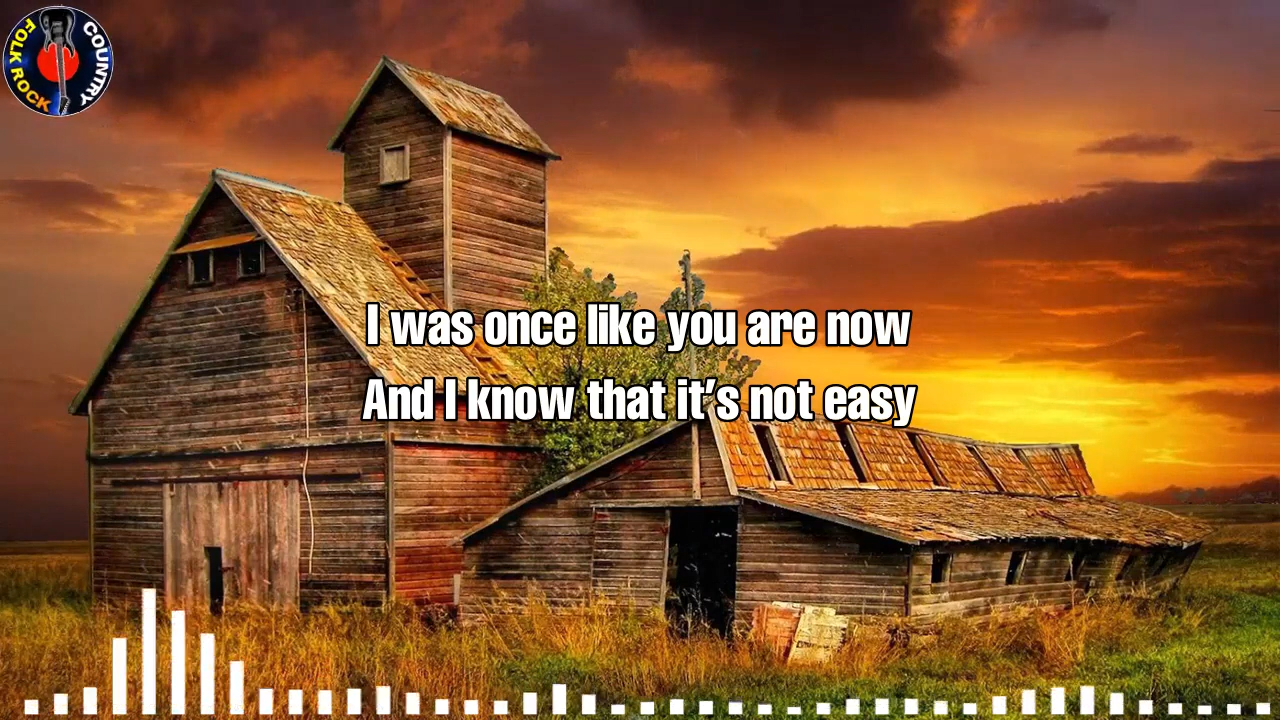 FOLK ROCK
COUNTRY
I was once like you are now
And I know that it's not easy